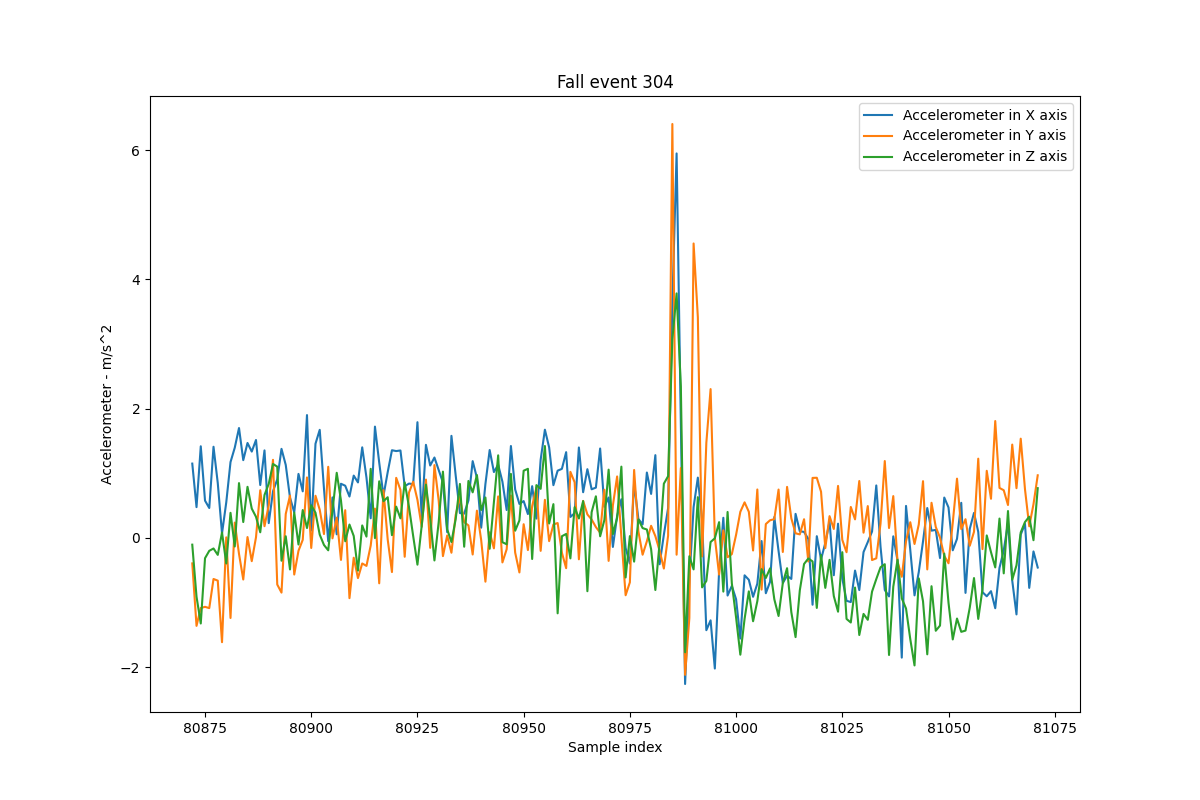 Fall event 304
Accelerometer in X axis
Accelerometer in Y axis
Accelerometer in Z axis
Accelerometer - m/s^2
6
4
2
0
−2
80875 80900 80925 80950 80975 81000 81025 81050 81075
Sample index